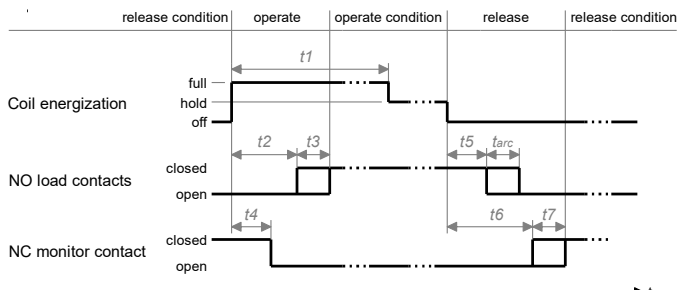 release condition operate operate condition release release condition
t1
full
Coil energization hold
off
t2 t3 t5 tarc
closed
NO load contacts
open
t4 t6 t7
closed
NC monitor contact
open